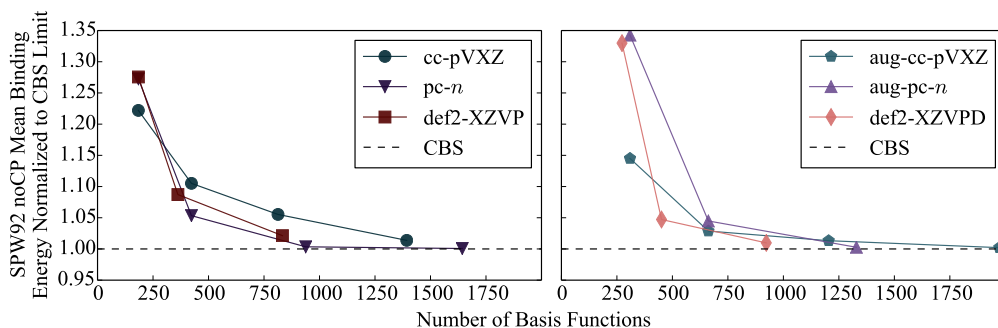 SPW92 noCP Mean Binding
Energy Normalized to CBS Limit
1.35
1.30
1.25
1.20
1.15
1.10
1.05
1.00
0.95
0 250 500 750 1000 1250 1500 1750
cc-pVXZ
pc-n
def2-XZVP
CBS
0 250 500 750 1000 1250 1500 1750
aug-cc-pVXZ
aug-pc-n
def2-XZVPD
CBS
Number of Basis Functions